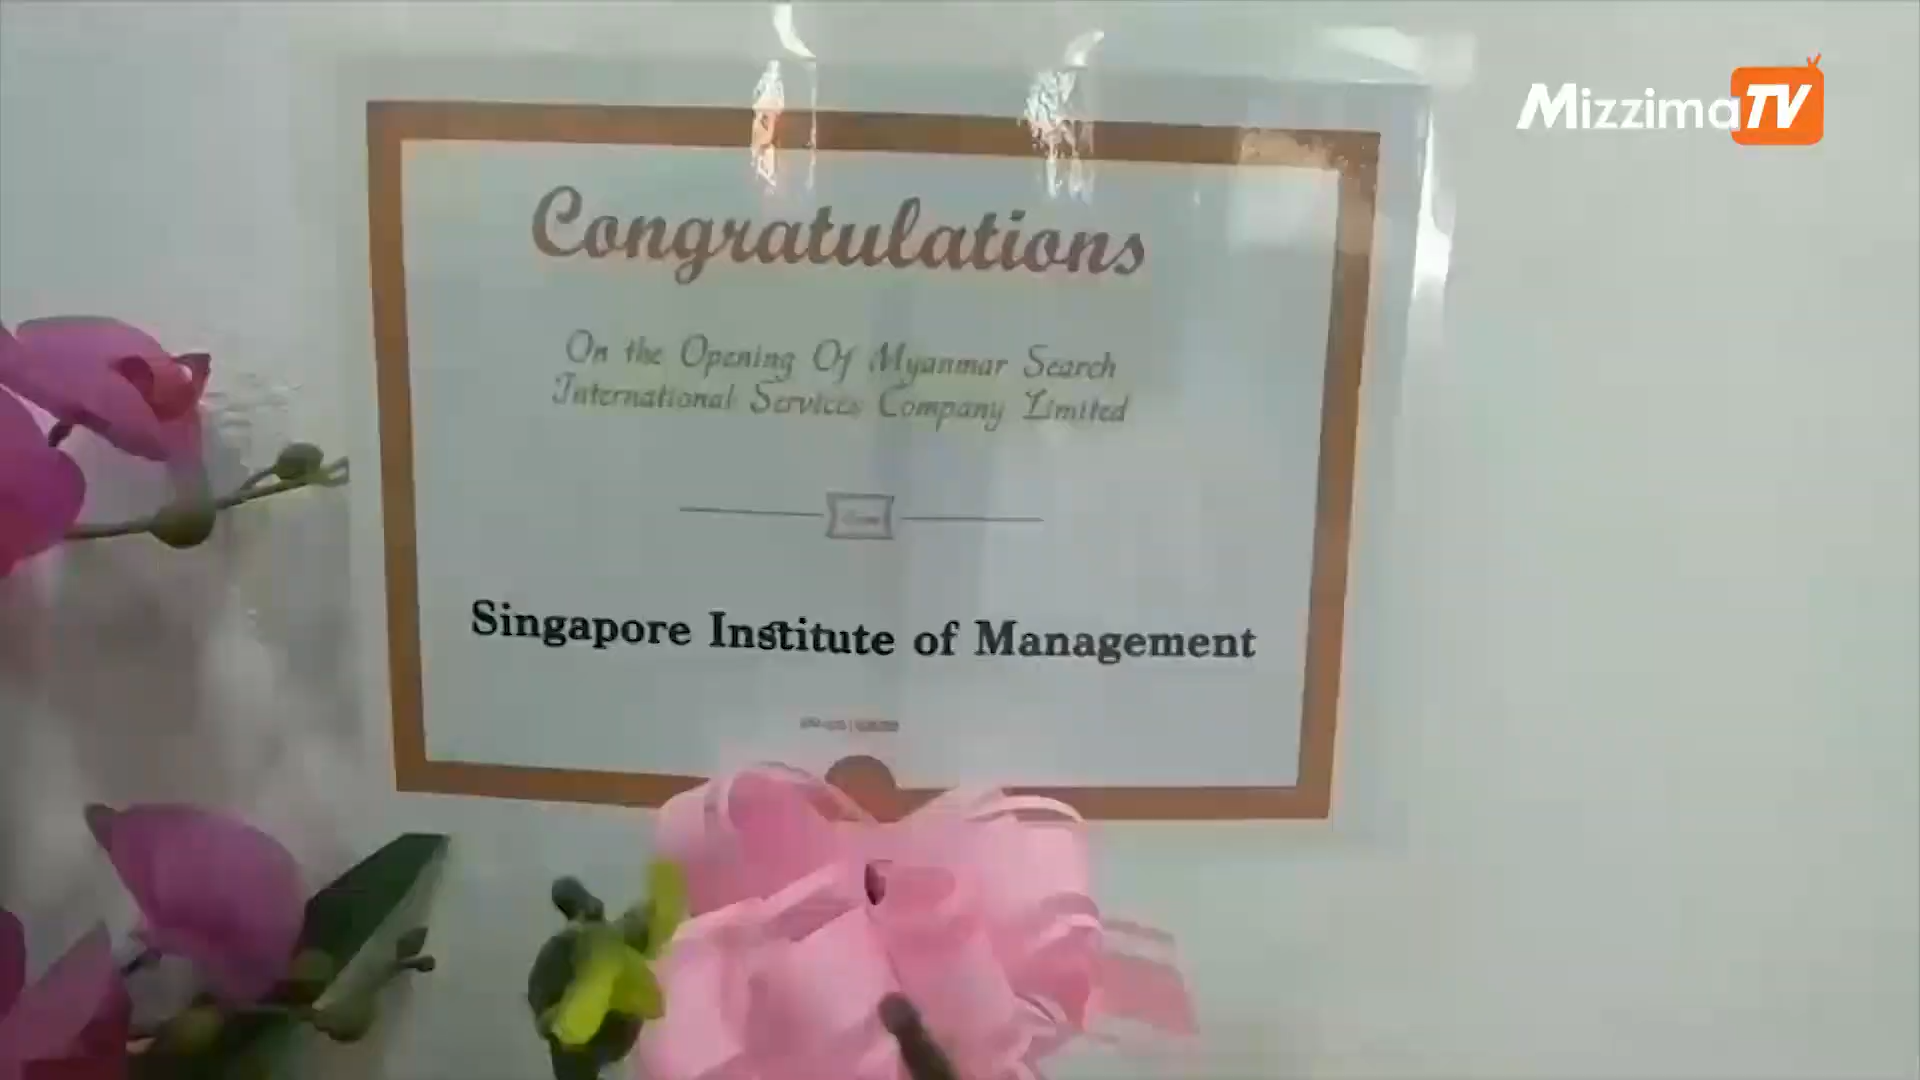 MizzimaTV
Congratulations
On the Opening Of Myanmar Search
International Services Company Limited
Singapore Institute of Management